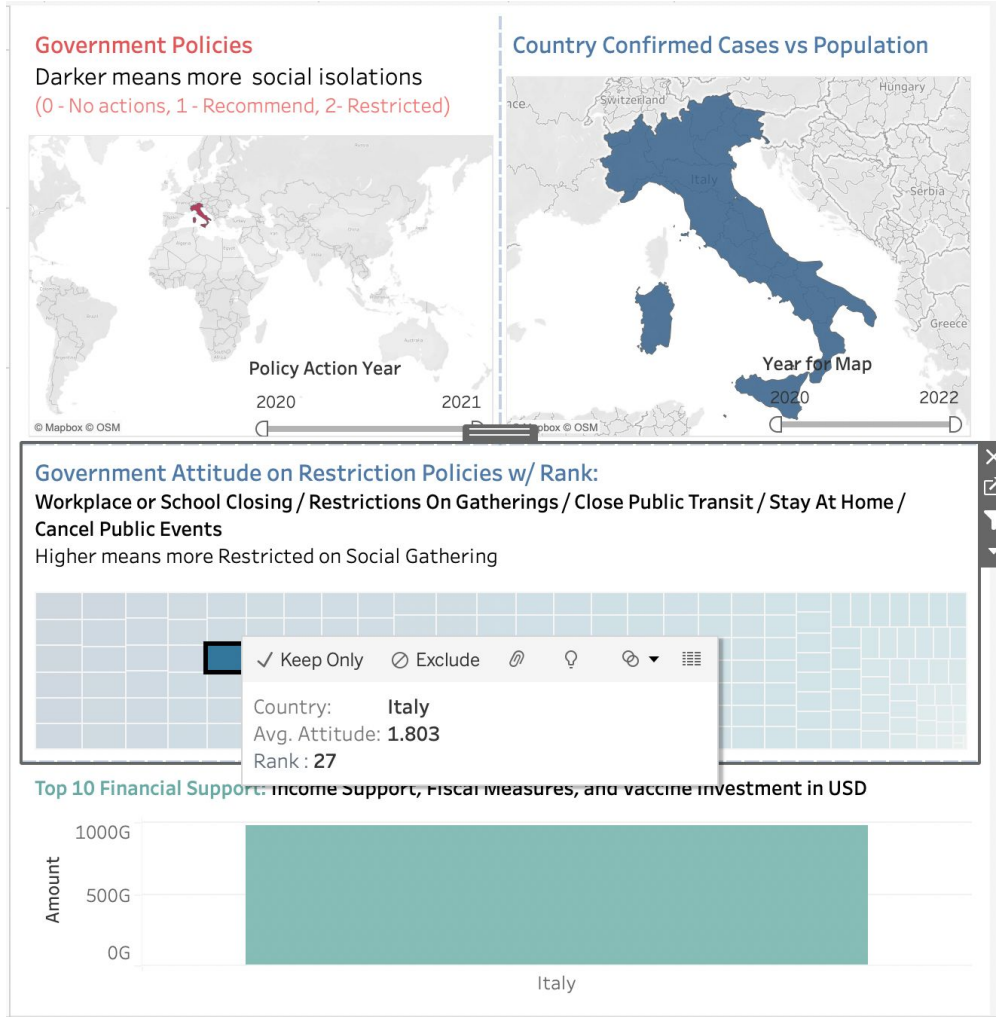 Government Policies
Darker means more social isolations
(0 - No actions, 1 - Recommend, 2- Restricted)
Policy Action Year
2020 2021
© Mapbox © OSM
Country Confirmed Cases vs Population
Switzerland
Hungary
Italy
Serbia
Greece
Year for Map
2020 2022
© OSM
Government Attitude on Restriction Policies w/ Rank:
Workplace or School Closing / Restrictions On Gatherings / Close Public Transit / Stay At Home /
Cancel Public Events
Higher means more Restricted on Social Gathering
Keep Only Exclude
Country: Italy
Avg. Attitude: 1.803
Rank : 27
Top 10 Financial Support: Income Support, Fiscal Measures, and Vaccine Investment in USD
Amount
1000G
500G
0G
Italy